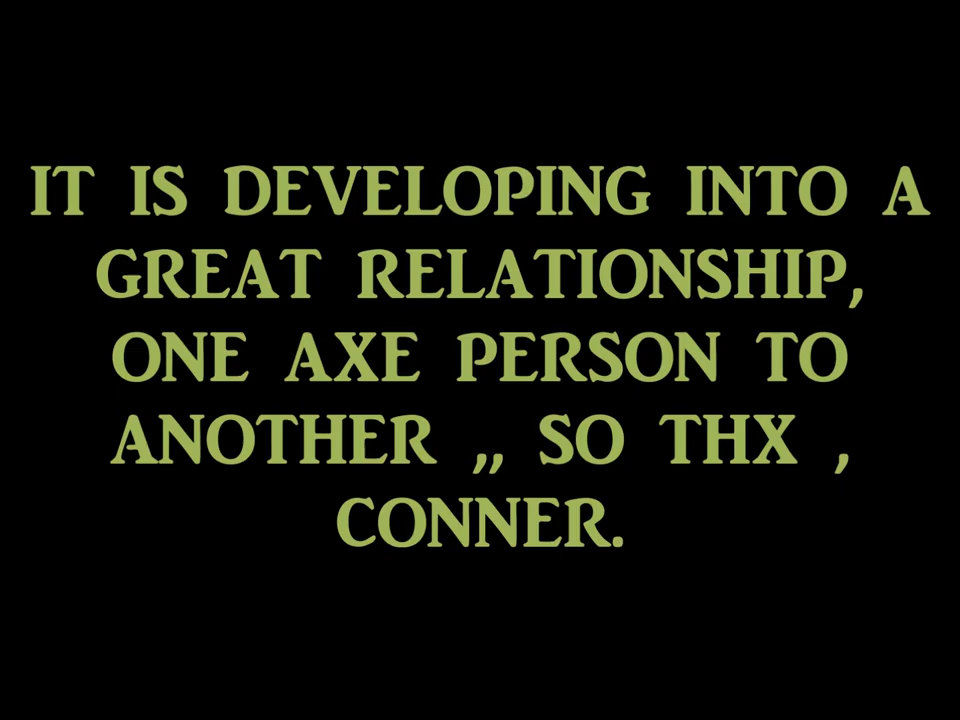 IT IS DEVELOPING INTO A
GREAT RELATIONSHIP,
ONE AXE PERSON TO
ANOTHER ,, SO THX ,
CONNER.